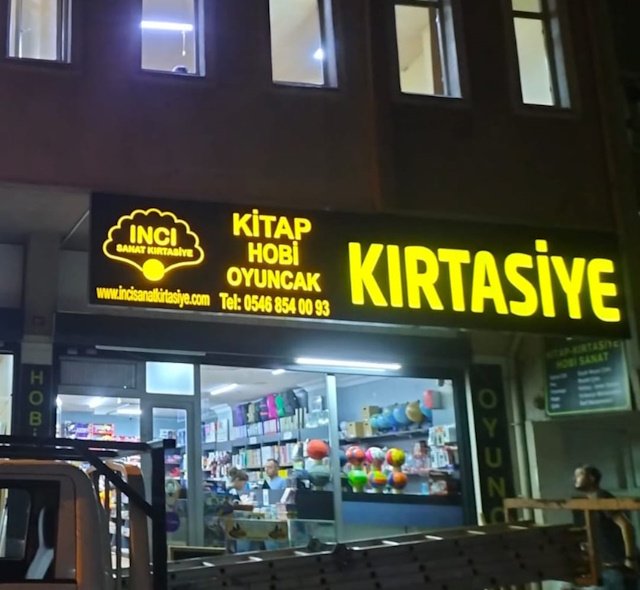 INCI
SANAT KIRTASİYE
www.incisanatkirtasiye.com
KİTAP
HOBİ
OYUNCAK
Tel: 0546 854 00 93
KIRTASİYE
KİTAP-KIRTASİYE
HOBİ SANAT
HOBİ
OYUNC